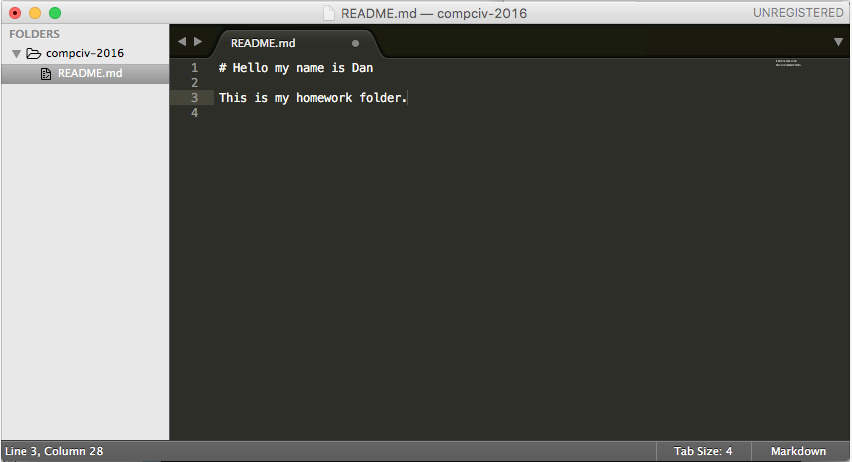 README.md — compciv-2016
UNREGISTERED
FOLDERS
compciv-2016
README.md
README.md
1 # Hello my name is Dan
2
3 This is my homework folder.
4
Line 3, Column 28
Tab Size: 4
Markdown